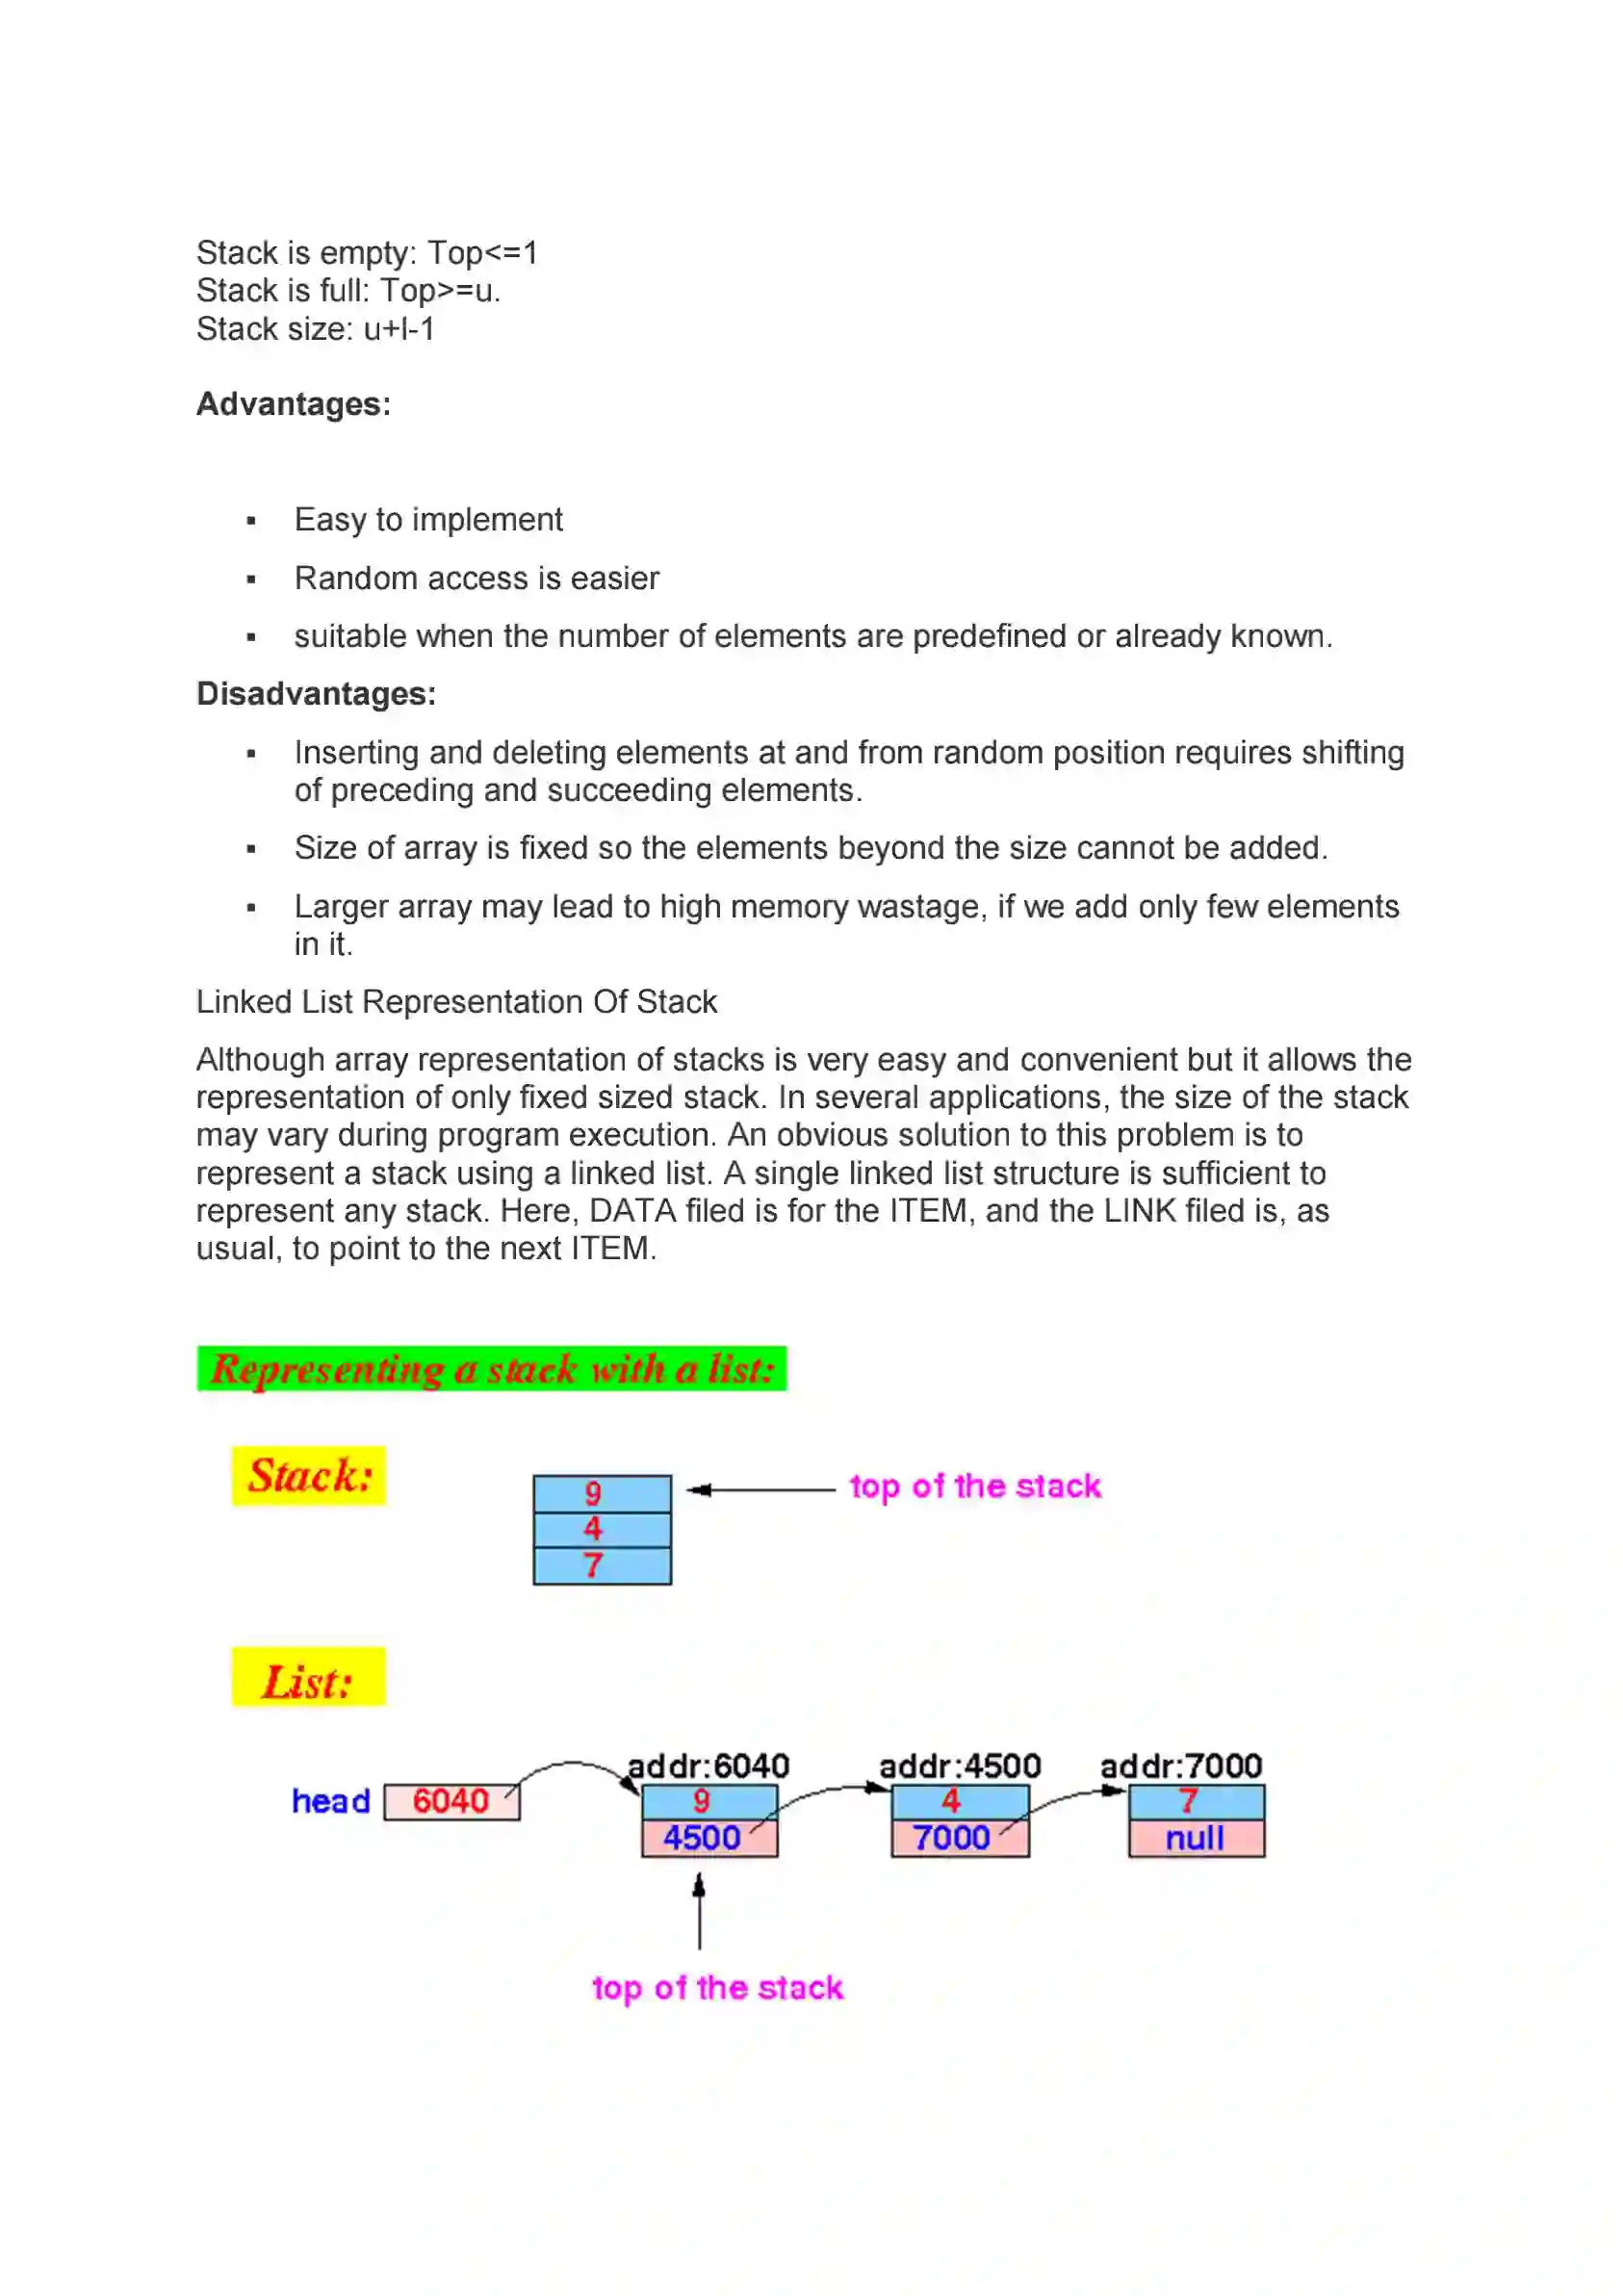 Stack is empty: Top<=1
Stack is full: Top>=u.
Stack size: u+l-1
Advantages:
▪ Easy to implement
▪ Random access is easier
▪ suitable when the number of elements are predefined or already known.
Disadvantages:
▪ Inserting and deleting elements at and from random position requires shifting
of preceding and succeeding elements.
▪ Size of array is fixed so the elements beyond the size cannot be added.
▪ Larger array may lead to high memory wastage, if we add only few elements
in it.
Linked List Representation Of Stack
Although array representation of stacks is very easy and convenient but it allows the
representation of only fixed sized stack. In several applications, the size of the stack
may vary during program execution. An obvious solution to this problem is to
represent a stack using a linked list. A single linked list structure is sufficient to
represent any stack. Here, DATA filed is for the ITEM, and the LINK filed is, as
usual, to point to the next ITEM.
Representing a stack with a list:
Stack:
9 top of the stack
4
7
List:
addr:6040 addr:4500 addr:7000
head 6040 9 4 7
4500 7000 null
top of the stack